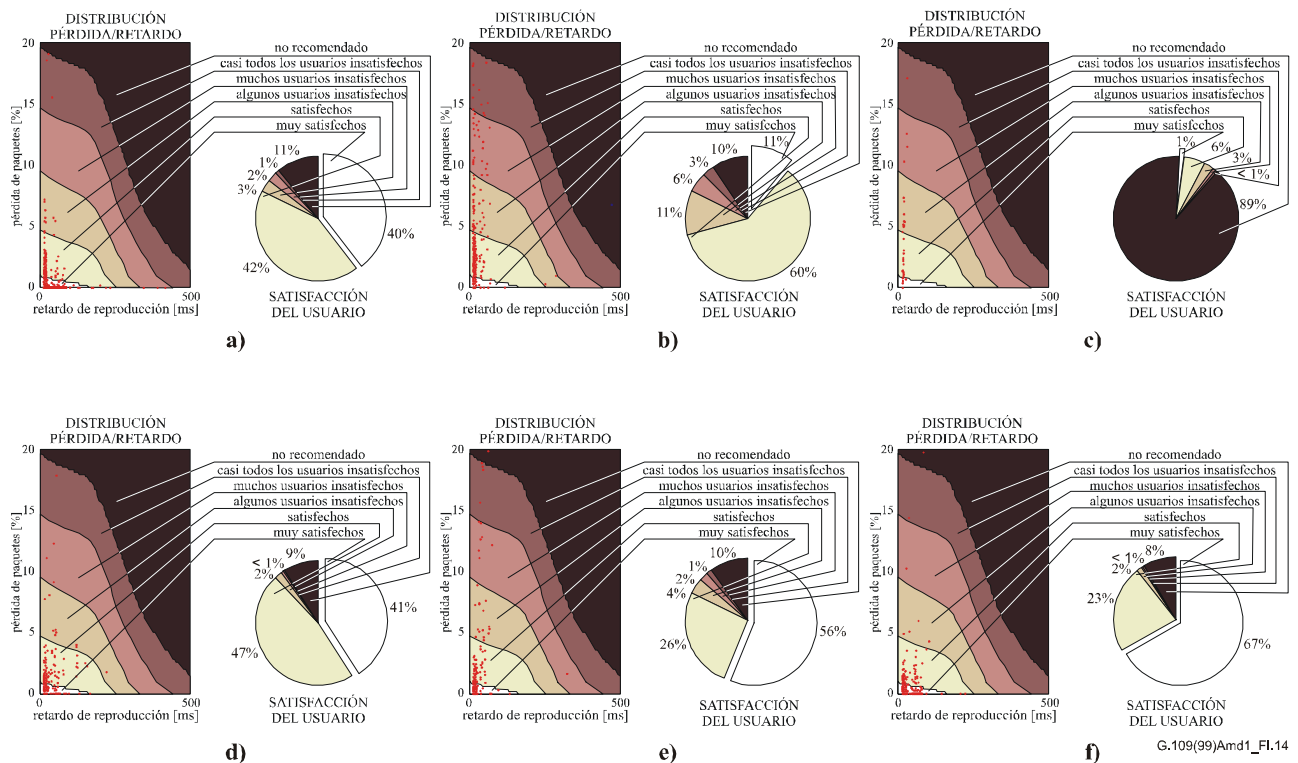 DISTRIBUCIÓN
PÉRDIDA/RETARDO
20
15
10
5
0
pérdida de paquetes [%]
0
500
retardo de reproducción [ms]
no recomendado
casi todos los usuarios insatisfechos
muchos usuarios insatisfechos
algunos usuarios insatisfechos
satisfechos
muy satisfechos
11%
1%
2%
3%
42%
40%
SATISFACCIÓN
DEL USUARIO
a)
DISTRIBUCIÓN
PÉRDIDA/RETARDO
20
15
10
5
0
pérdida de paquetes [%]
0
500
retardo de reproducción [ms]
no recomendado
casi todos los usuarios insatisfechos
muchos usuarios insatisfechos
algunos usuarios insatisfechos
satisfechos
muy satisfechos
11%
10%
3%
6%
11%
60%
SATISFACCIÓN
DEL USUARIO
b)
DISTRIBUCIÓN
PÉRDIDA/RETARDO
20
15
10
5
0
pérdida de paquetes [%]
0
500
retardo de reproducción [ms]
no recomendado
casi todos los usuarios insatisfechos
muchos usuarios insatisfechos
algunos usuarios insatisfechos
satisfechos
muy satisfechos
1%
6%
3%
< 1%
89%
SATISFACCIÓN
DEL USUARIO
c)
DISTRIBUCIÓN
PÉRDIDA/RETARDO
20
15
10
5
0
pérdida de paquetes [%]
0
500
retardo de reproducción [ms]
no recomendado
casi todos los usuarios insatisfechos
muchos usuarios insatisfechos
algunos usuarios insatisfechos
satisfechos
muy satisfechos
9%
< 1%
2%
47%
41%
SATISFACCIÓN
DEL USUARIO
d)
DISTRIBUCIÓN
PÉRDIDA/RETARDO
20
15
10
5
0
pérdida de paquetes [%]
0
500
retardo de reproducción [ms]
no recomendado
casi todos los usuarios insatisfechos
muchos usuarios insatisfechos
algunos usuarios insatisfechos
satisfechos
muy satisfechos
10%
1%
2%
4%
26%
56%
SATISFACCIÓN
DEL USUARIO
e)
DISTRIBUCIÓN
PÉRDIDA/RETARDO
20
15
10
5
0
pérdida de paquetes [%]
0
500
retardo de reproducción [ms]
no recomendado
casi todos los usuarios insatisfechos
muchos usuarios insatisfechos
algunos usuarios insatisfechos
satisfechos
muy satisfechos
8%
< 1%
2%
23%
67%
SATISFACCIÓN
DEL USUARIO
f)
G.109(99)Amd1_FI.14